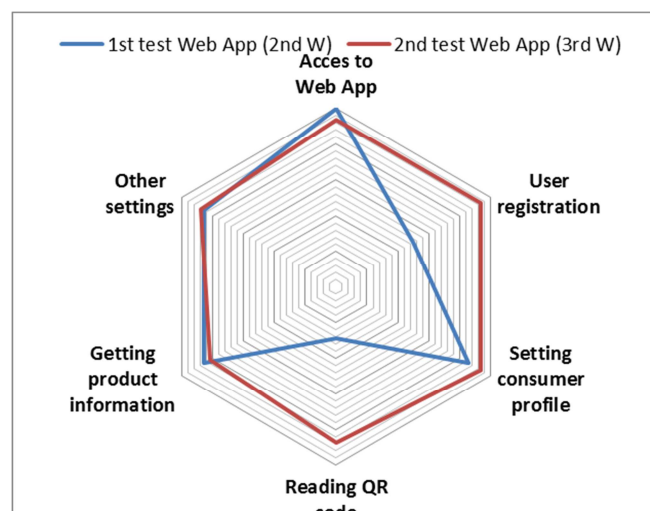 1st test Web App (2nd W) 2nd test Web App (3rd W)
Acces to
Web App
Other
settings
User
registration
Getting
product
information
Setting
consumer
profile
Reading QR
code